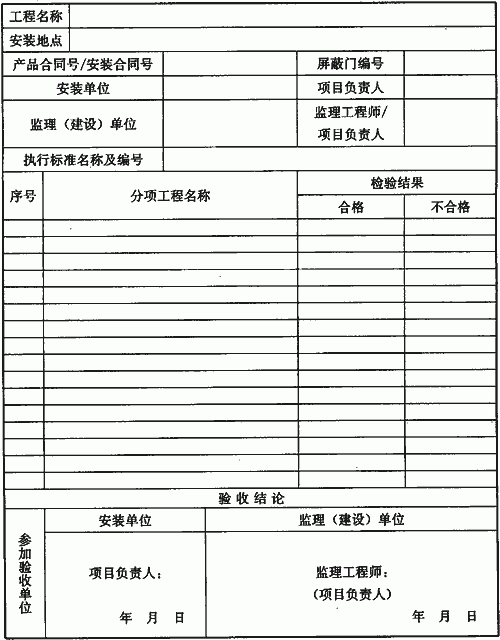 工程名称
安装地点
产品合同号/安装合同号 屏蔽门编号
安装单位 项目负责人
监理（建设）单位 监理工程师/
项目负责人
执行标准名称及编号
序号 分项工程名称 检验结果
合格 不合格
验收结论
参加验收单位
安装单位 监理（建设）单位
项目负责人： 监理工程师：
（项目负责人）
年 月 日 年 月 日